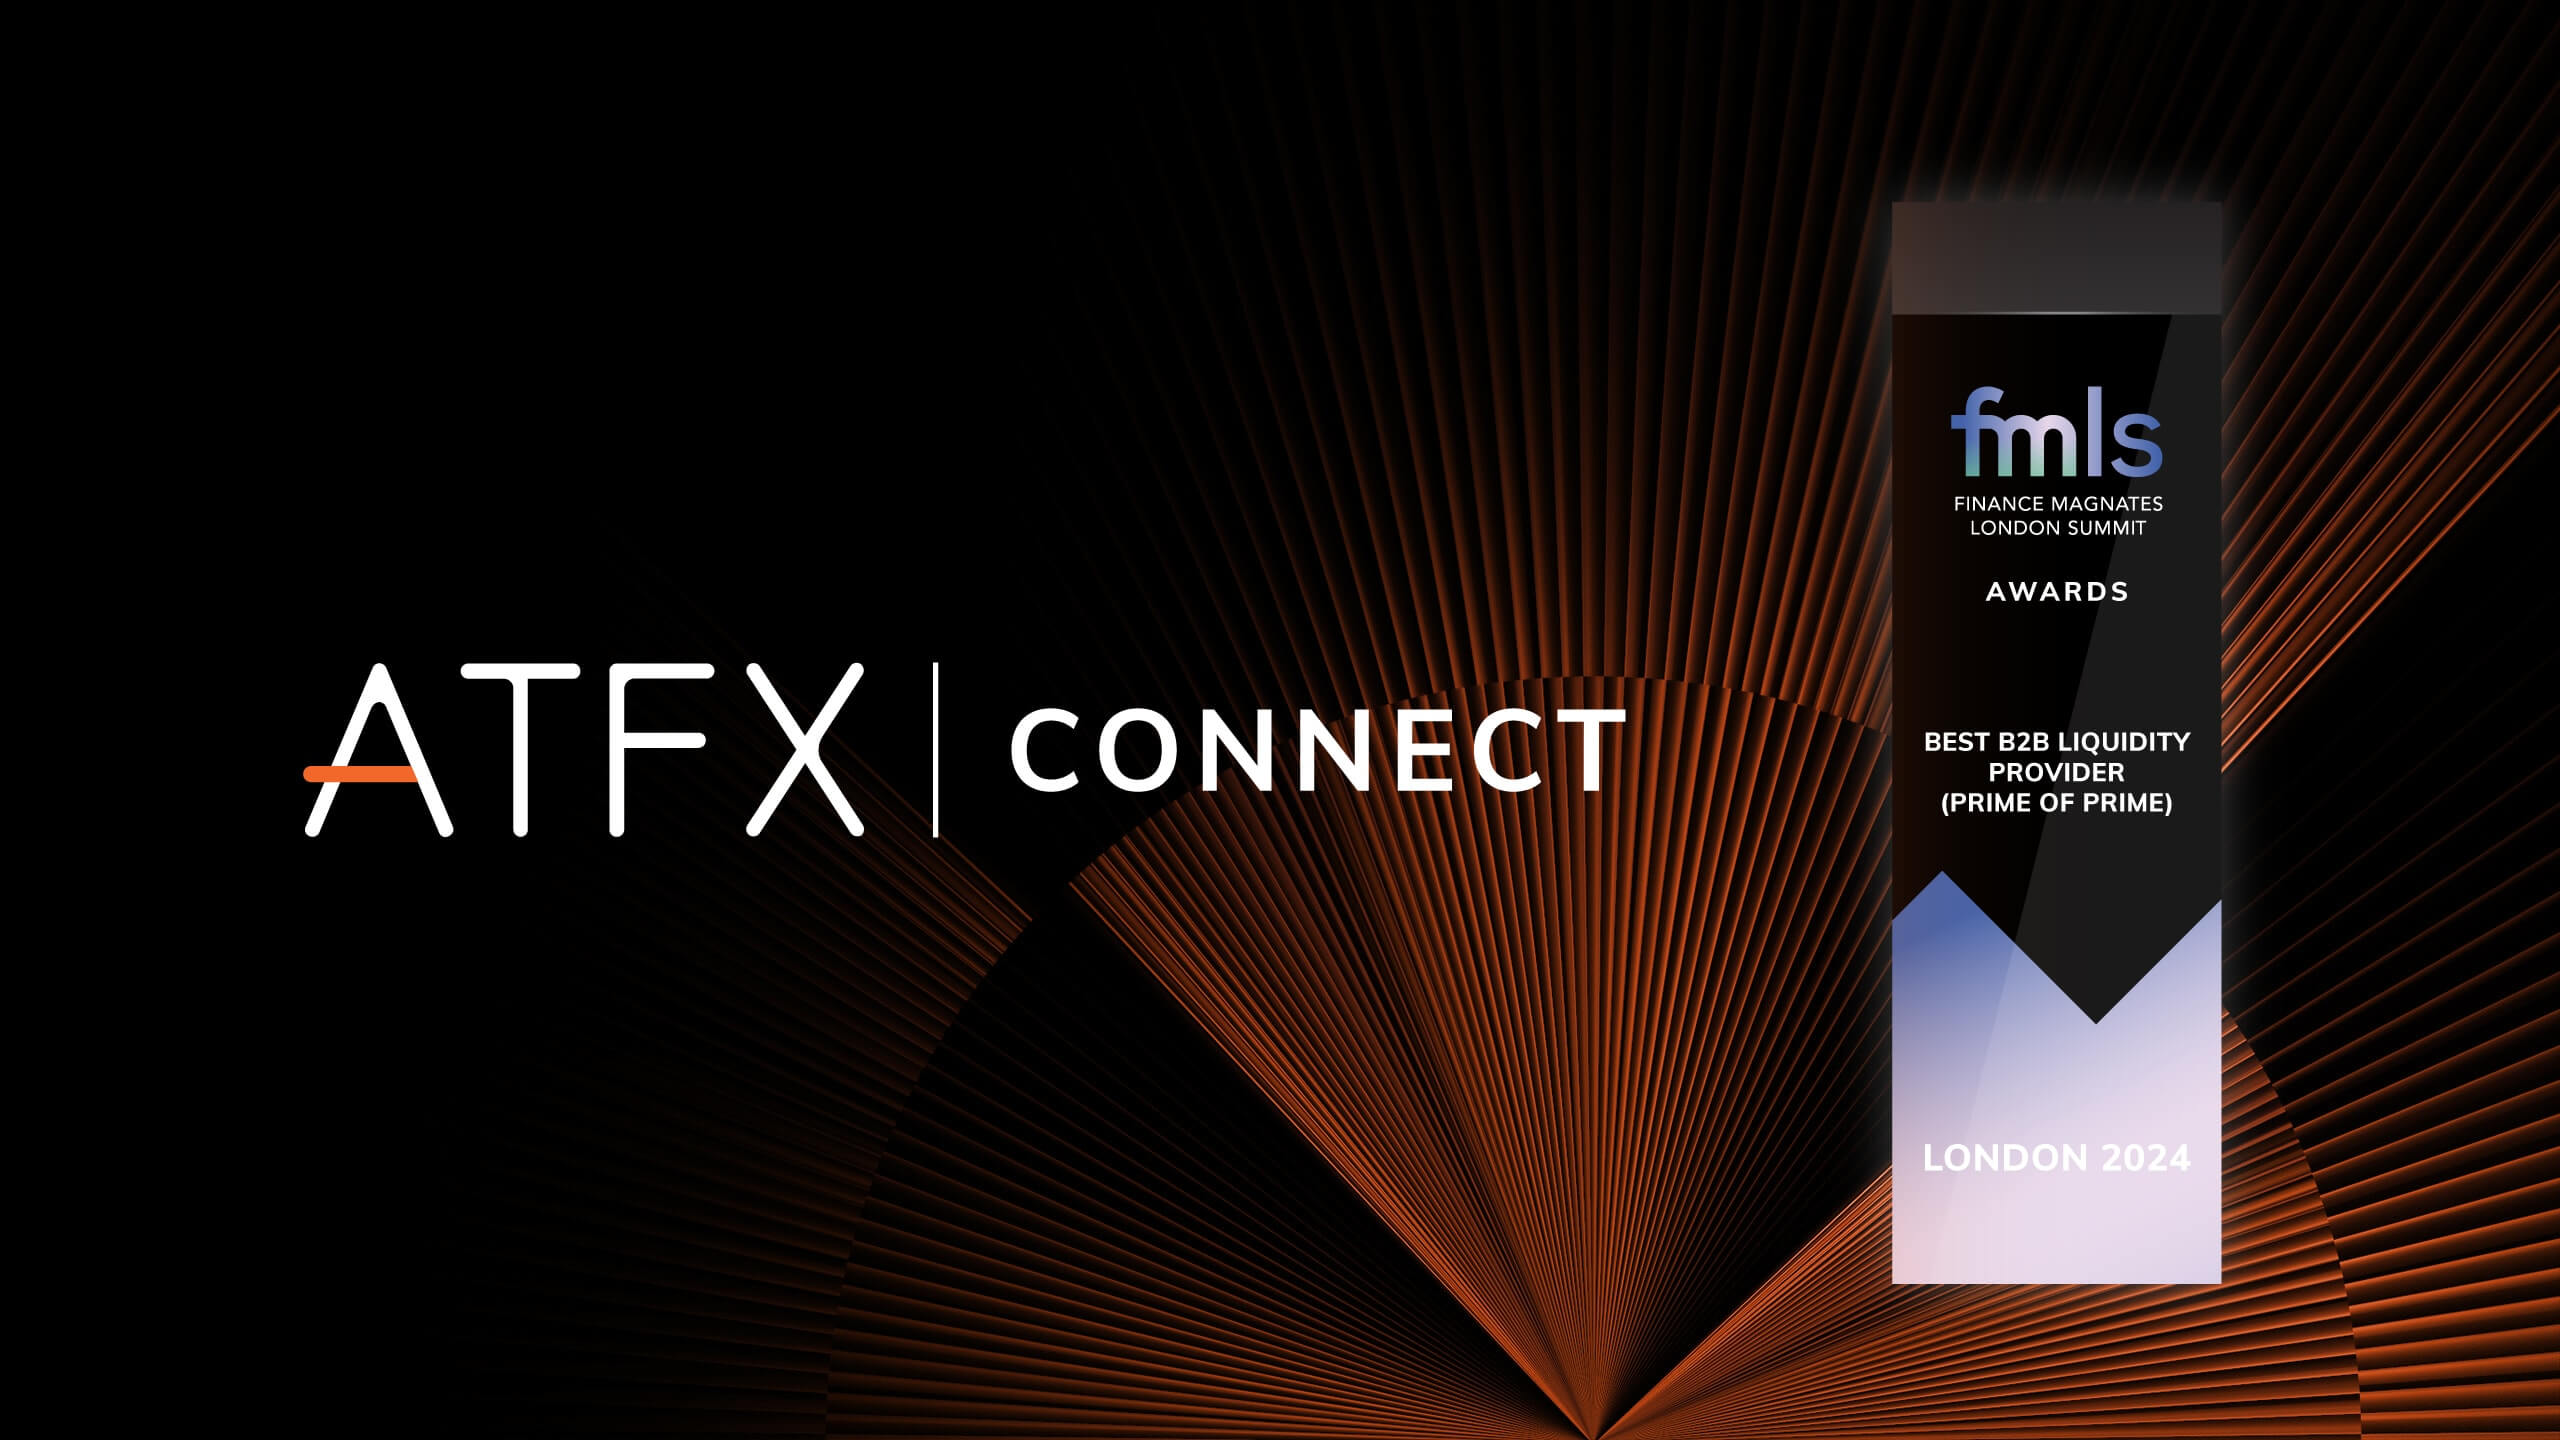 ATFX | CONNECT
fmls
FINANCE MAGNATES
LONDON SUMMIT
AWARDS
BEST B2B LIQUIDITY
PROVIDER
(PRIME OF PRIME)
LONDON 2024